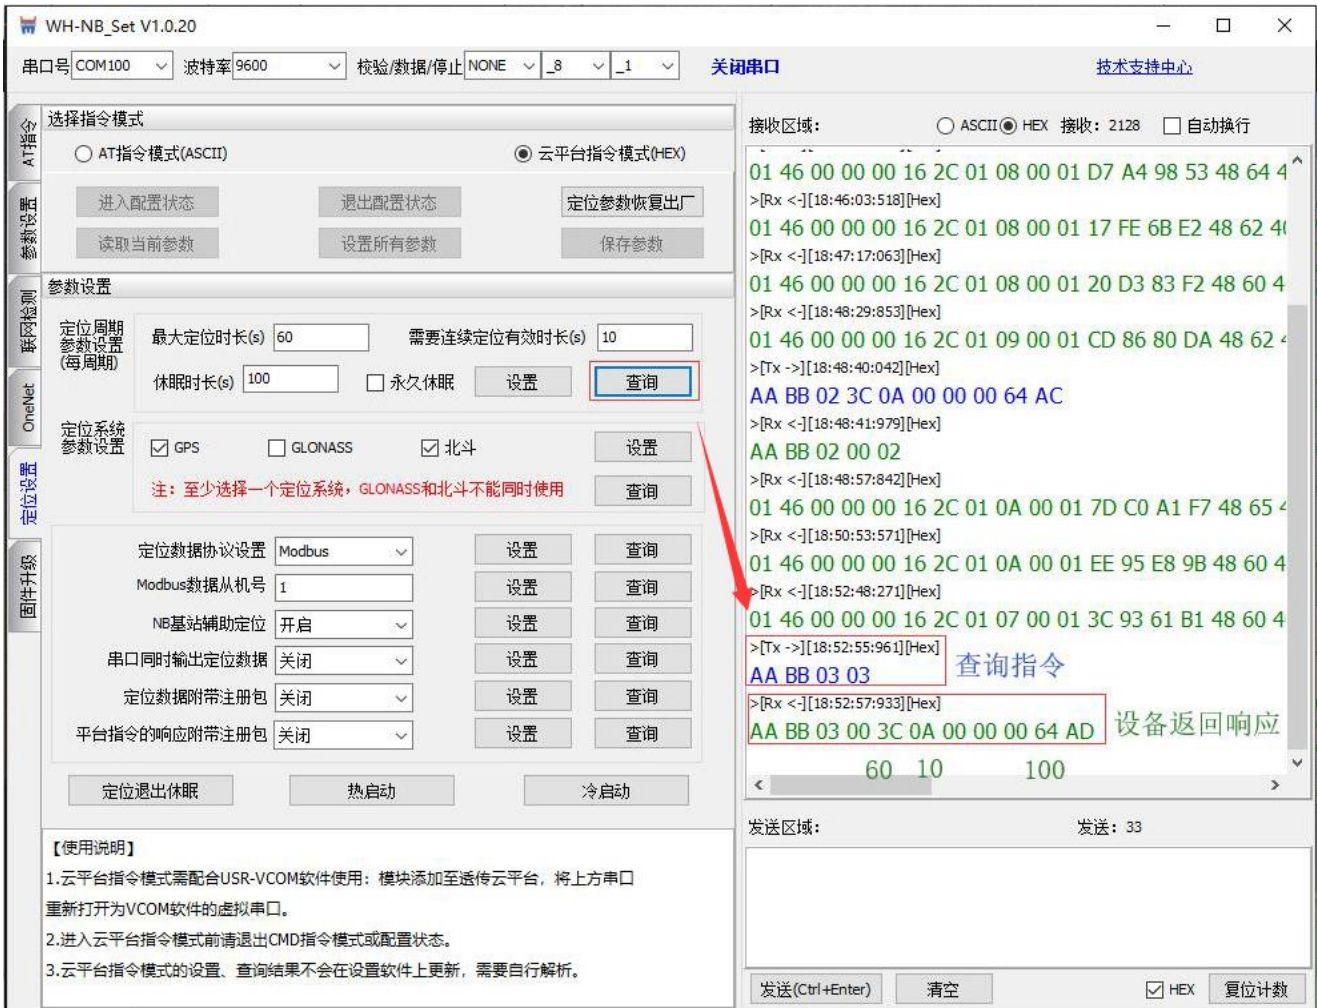 WH-NB_Set V1.0.20
串口号 COM100 波特率 9600 校验/数据/停止 NONE _8 _1 关闭串口 技术支持中心
AT指令
参数设置
联网检测
OneNet
定位设置
固件升级
选择指令模式
AT指令模式(ASCII) 云平台指令模式(HEX)
进入配置状态 退出配置状态 定位参数恢复出厂
读取当前参数 设置所有参数 保存参数
参数设置
定位周期
参数设置
(每周期)
最大定位时长(s) 60 需要连续定位有效时长(s) 10
休眠时长(s) 100 永久休眠 设置 查询
定位系统
参数设置
GPS GLONASS 北斗 设置
注：至少选择一个定位系统，GLONASS和北斗不能同时使用 查询
定位数据协议设置 Modbus 设置 查询
Modbus数据从机号 1 设置 查询
NB基站辅助定位 开启 设置 查询
串口同时输出定位数据 关闭 设置 查询
定位数据附带注册包 关闭 设置 查询
平台指令的响应附带注册包 关闭 设置 查询
定位退出休眠 热启动 冷启动
【使用说明】
1.云平台指令模式需配合USR-VCOM软件使用：模块添加至透传云平台，将上方串口
重新打开为VCOM软件的虚拟串口。
2.进入云平台指令模式前请退出CMD指令模式或配置状态。
3.云平台指令模式的设置、查询结果不会在设置软件上更新，需要自行解析。
接收区域： ASCII HEX 接收：2128 自动换行
01 46 00 00 00 16 2C 01 08 00 01 D7 A4 98 53 48 64 4
>[Rx <-][18:46:03:518][Hex]
01 46 00 00 00 16 2C 01 08 00 01 17 FE 6B E2 48 62 40
>[Rx <-][18:47:17:063][Hex]
01 46 00 00 00 16 2C 01 08 00 01 20 D3 83 F2 48 60 4
>[Rx <-][18:48:29:853][Hex]
01 46 00 00 00 16 2C 01 09 00 01 CD 86 80 DA 48 62 4
>[Tx ->][18:48:40:042][Hex]
AA BB 02 3C 0A 00 00 00 64 AC
>[Rx <-][18:48:41:979][Hex]
AA BB 02 00 02
>[Rx <-][18:48:57:842][Hex]
01 46 00 00 00 16 2C 01 0A 00 01 7D C0 A1 F7 48 65 4
>[Rx <-][18:50:53:571][Hex]
01 46 00 00 00 16 2C 01 0A 00 01 EE 95 E8 9B 48 60 4
>[Rx <-][18:52:48:271][Hex]
01 46 00 00 00 16 2C 01 07 00 01 3C 93 61 B1 48 60 4
>[Tx ->][18:52:55:961][Hex]
AA BB 03 03 查询指令
>[Rx <-][18:52:57:933][Hex]
AA BB 03 00 3C 0A 00 00 00 64 AD 设备返回响应
60 10 100
发送区域： 发送：33
发送(Ctrl+Enter) 清空 HEX 复位计数